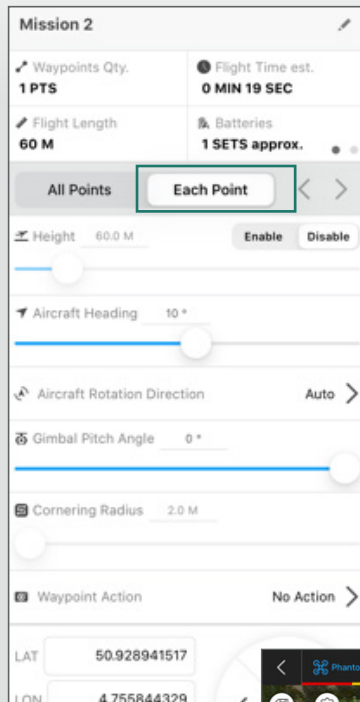 Mission 2
Waypoints Qty.
1 PTS
Flight Time est.
0 MIN 19 SEC
Flight Length
60 M
Batteries
1 SETS approx.
All Points
Each Point
Height 60.0 M Enable Disable
Aircraft Heading 10 °
Aircraft Rotation Direction Auto
Gimbal Pitch Angle 0 °
Cornering Radius 2.0 M
Waypoint Action No Action
LAT 50.928941517
LON 4.755844329